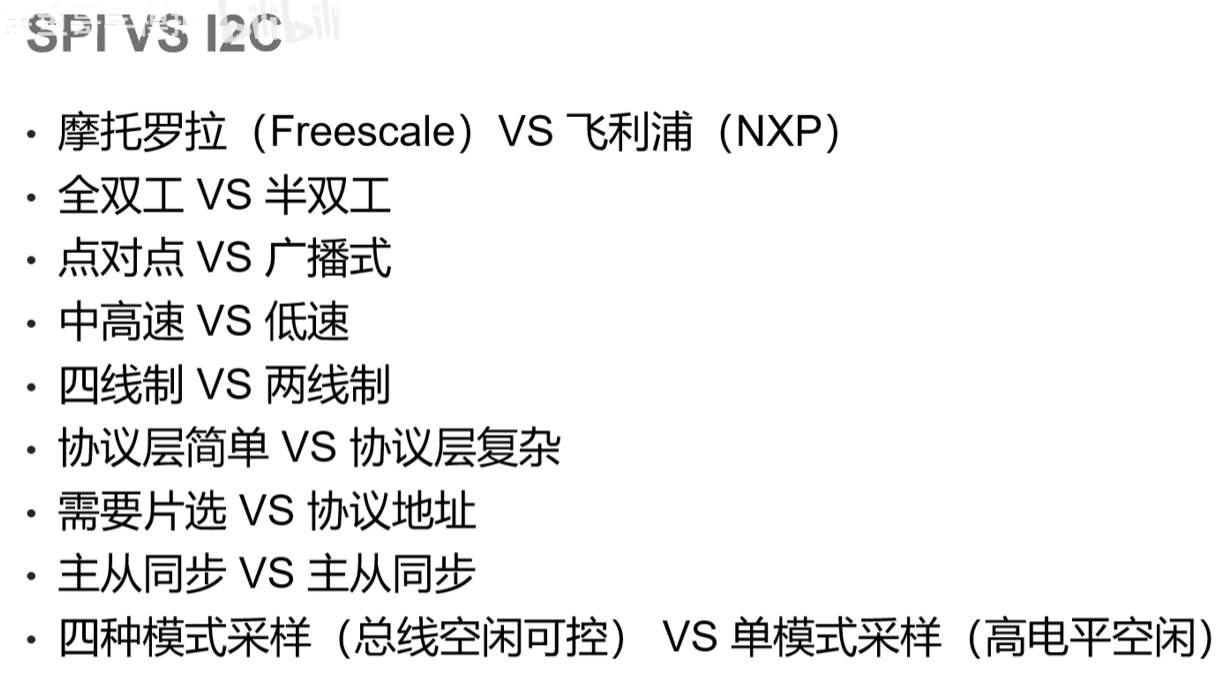 SPI VS I2C
bilibili
• 摩托罗拉（Freescale）VS 飞利浦（NXP）
• 全双工 VS 半双工
• 点对点 VS 广播式
• 中高速 VS 低速
• 四线制 VS 两线制
• 协议层简单 VS 协议层复杂
• 需要片选 VS 协议地址
• 主从同步 VS 主从同步
• 四种模式采样（总线空闲可控） VS 单模式采样（高电平空闲）